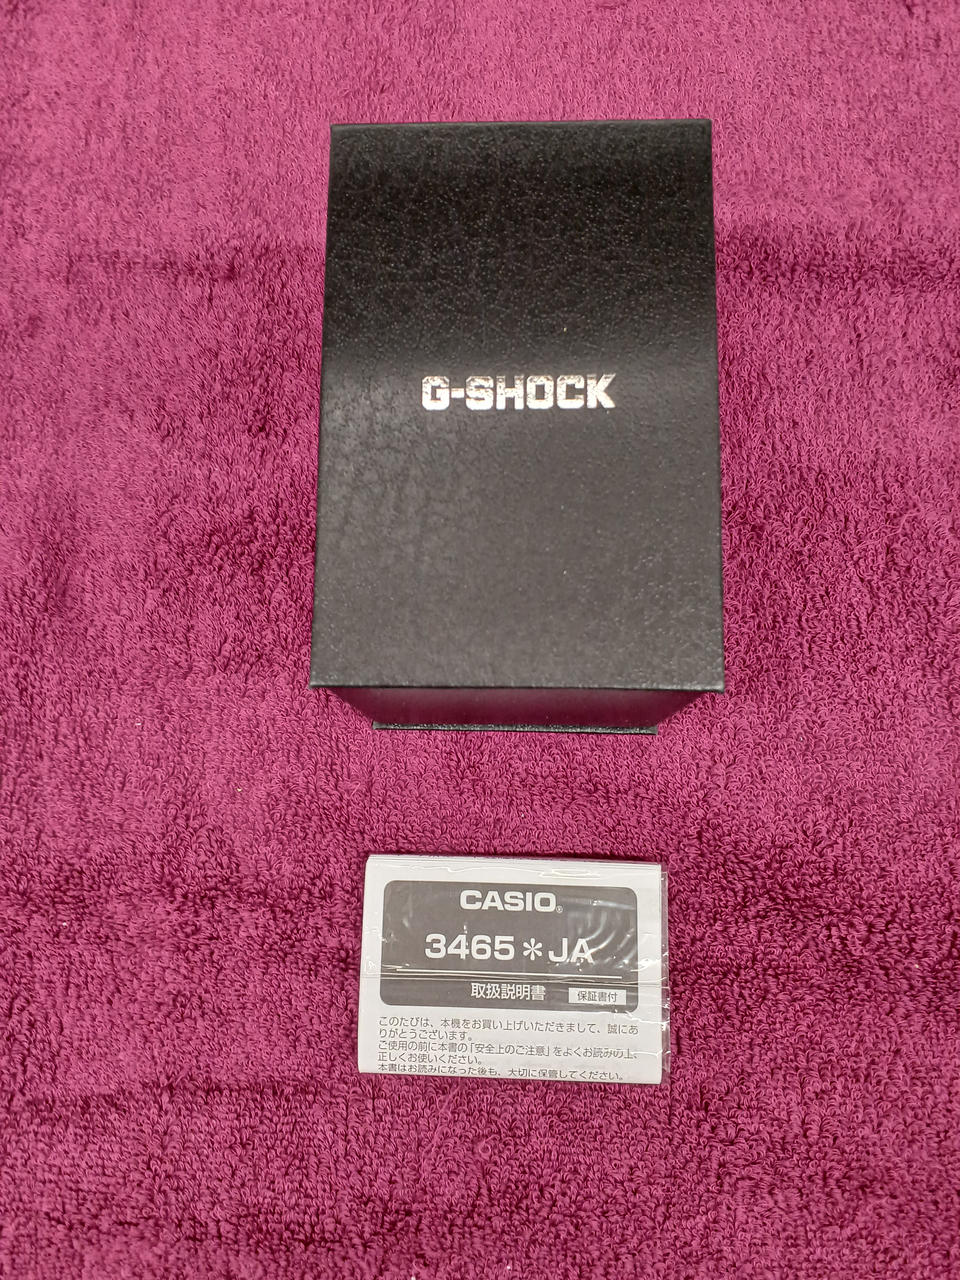 G-SHOCK
CASIO®
3465＊JA
取扱説明書 保証書付
このたびは、本機をお買い上げいただきまして、誠にあ
りがとうございます。
ご使用の前に本書の「安全上のご注意」をよくお読みの上、
正しくお使いください。
本書はお読みになった後も、大切に保管してください。